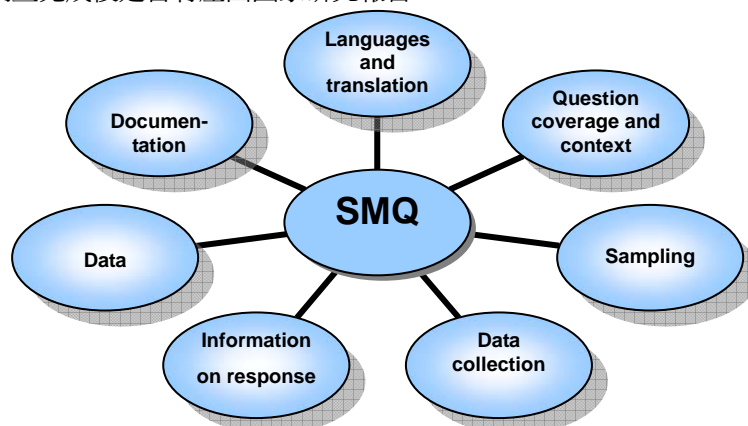 Languages
and
translation
Question
coverage and
context
Documen-
tation
SMQ
Sampling
Data
Information
on response
Data
collection